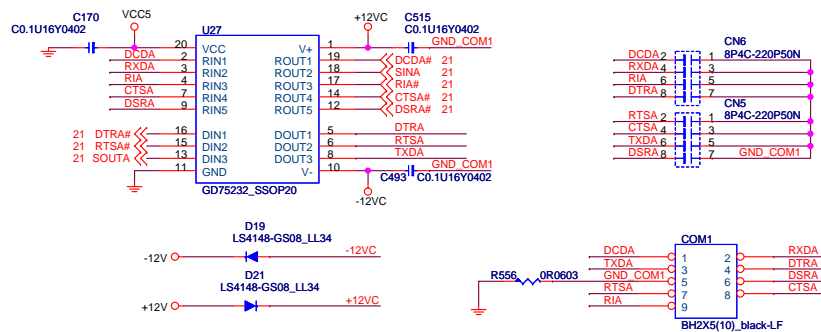 C170
C0.1U16Y0402
VCC5
U27
+12VC
C515
C0.1U16Y0402
GND_COM1
20 VCC V+ 1
DCDA 2 RIN1 ROUT1 19 DCDA# 21
RXDA 3 RIN2 ROUT2 18 SINA 21
RIA 4 RIN3 ROUT3 17 RIA# 21
CTSA 7 RIN4 ROUT4 14 CTSA# 21
DSRA 9 RIN5 ROUT5 12 DSRA# 21
21 DTRA# 16 DIN1 DOUT1 5 DTRA
21 RTSA# 15 DIN2 DOUT2 6 RTSA
21 SOUTA 13 DIN3 DOUT3 8 TXDA
11 GND V- 10 GND_COM1
GD75232_SSOP20
C493 C0.1U16Y0402
-12VC
CN6
8P4C-220P50N
DCDA 2 1
RXDA 4 3
RIA 6 5
DTRA 8 7
CN5
8P4C-220P50N
RTSA 2 1
CTSA 4 3
TXDA 6 5
DSRA 8 7 GND_COM1
D19
LS4148-GS08_LL34
-12V -12VC
D21
LS4148-GS08_LL34
+12V +12VC
COM1
DCDA 1 2 RXDA
TXDA 3 4 DTRA
R556 0R0603 GND_COM1 5 6 DSRA
RTSA 7 8 CTSA
RIA 9
BH2X5(10)_black-LF